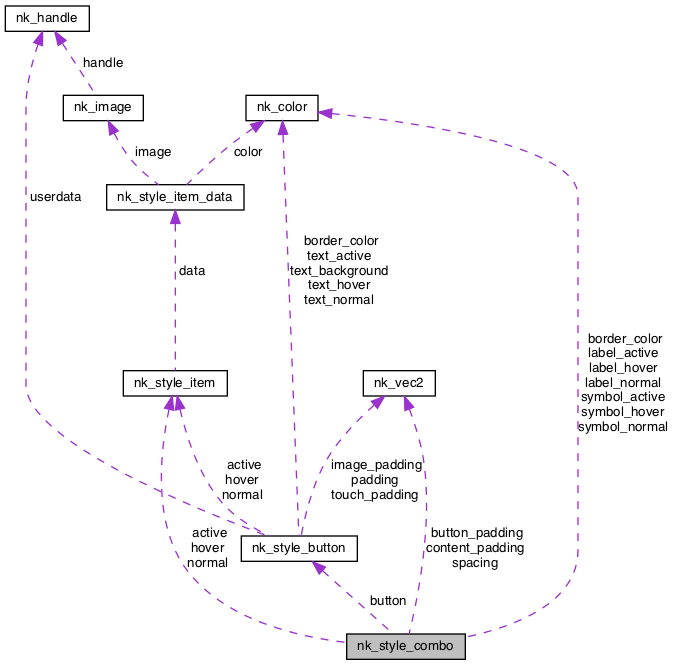 nk_handle
handle
nk_image
nk_color
image
color
nk_style_item_data
userdata
border_color
text_active
text_background
text_hover
text_normal
data
border_color
label_active
label_hover
label_normal
symbol_active
symbol_hover
symbol_normal
nk_style_item
nk_vec2
active
hover
normal
image_padding
padding
touch_padding
active
hover
normal
nk_style_button
button_padding
content_padding
spacing
button
nk_style_combo